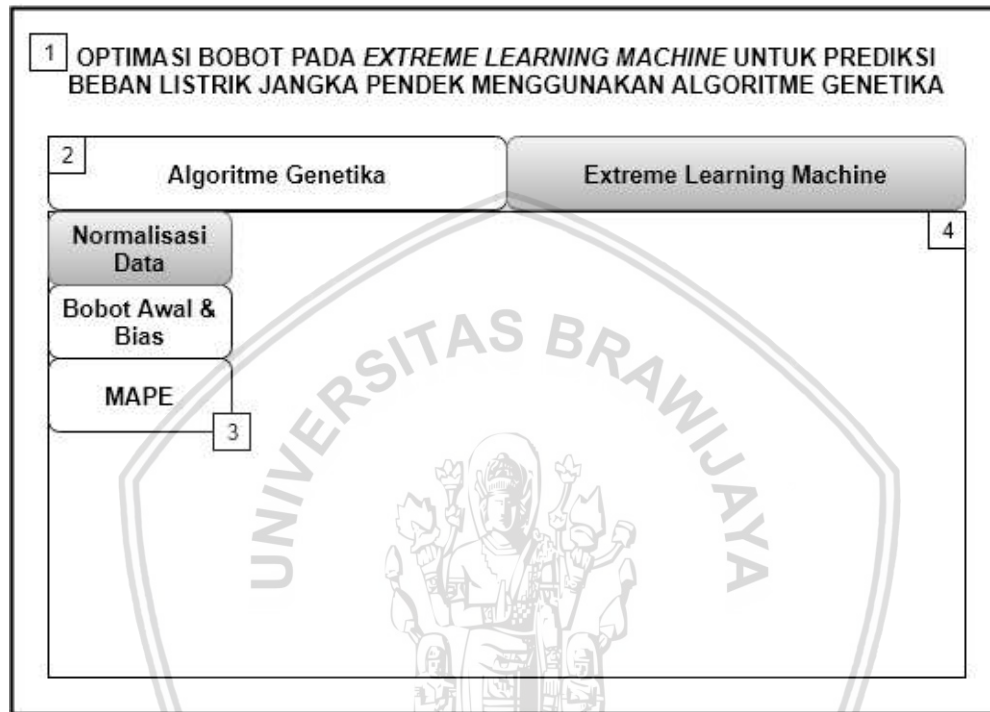 1 OPTIMASI BOBOT PADA EXTREME LEARNING MACHINE UNTUK PREDIKSI
BEBAN LISTRIK JANGKA PENDEK MENGGUNAKAN ALGORITME GENETIKA
2
Algoritme Genetika
Extreme Learning Machine
4
Normalisasi
Data
Bobot Awal &
Bias
MAPE
3
UNIVERSITAS BRAWIJAYA